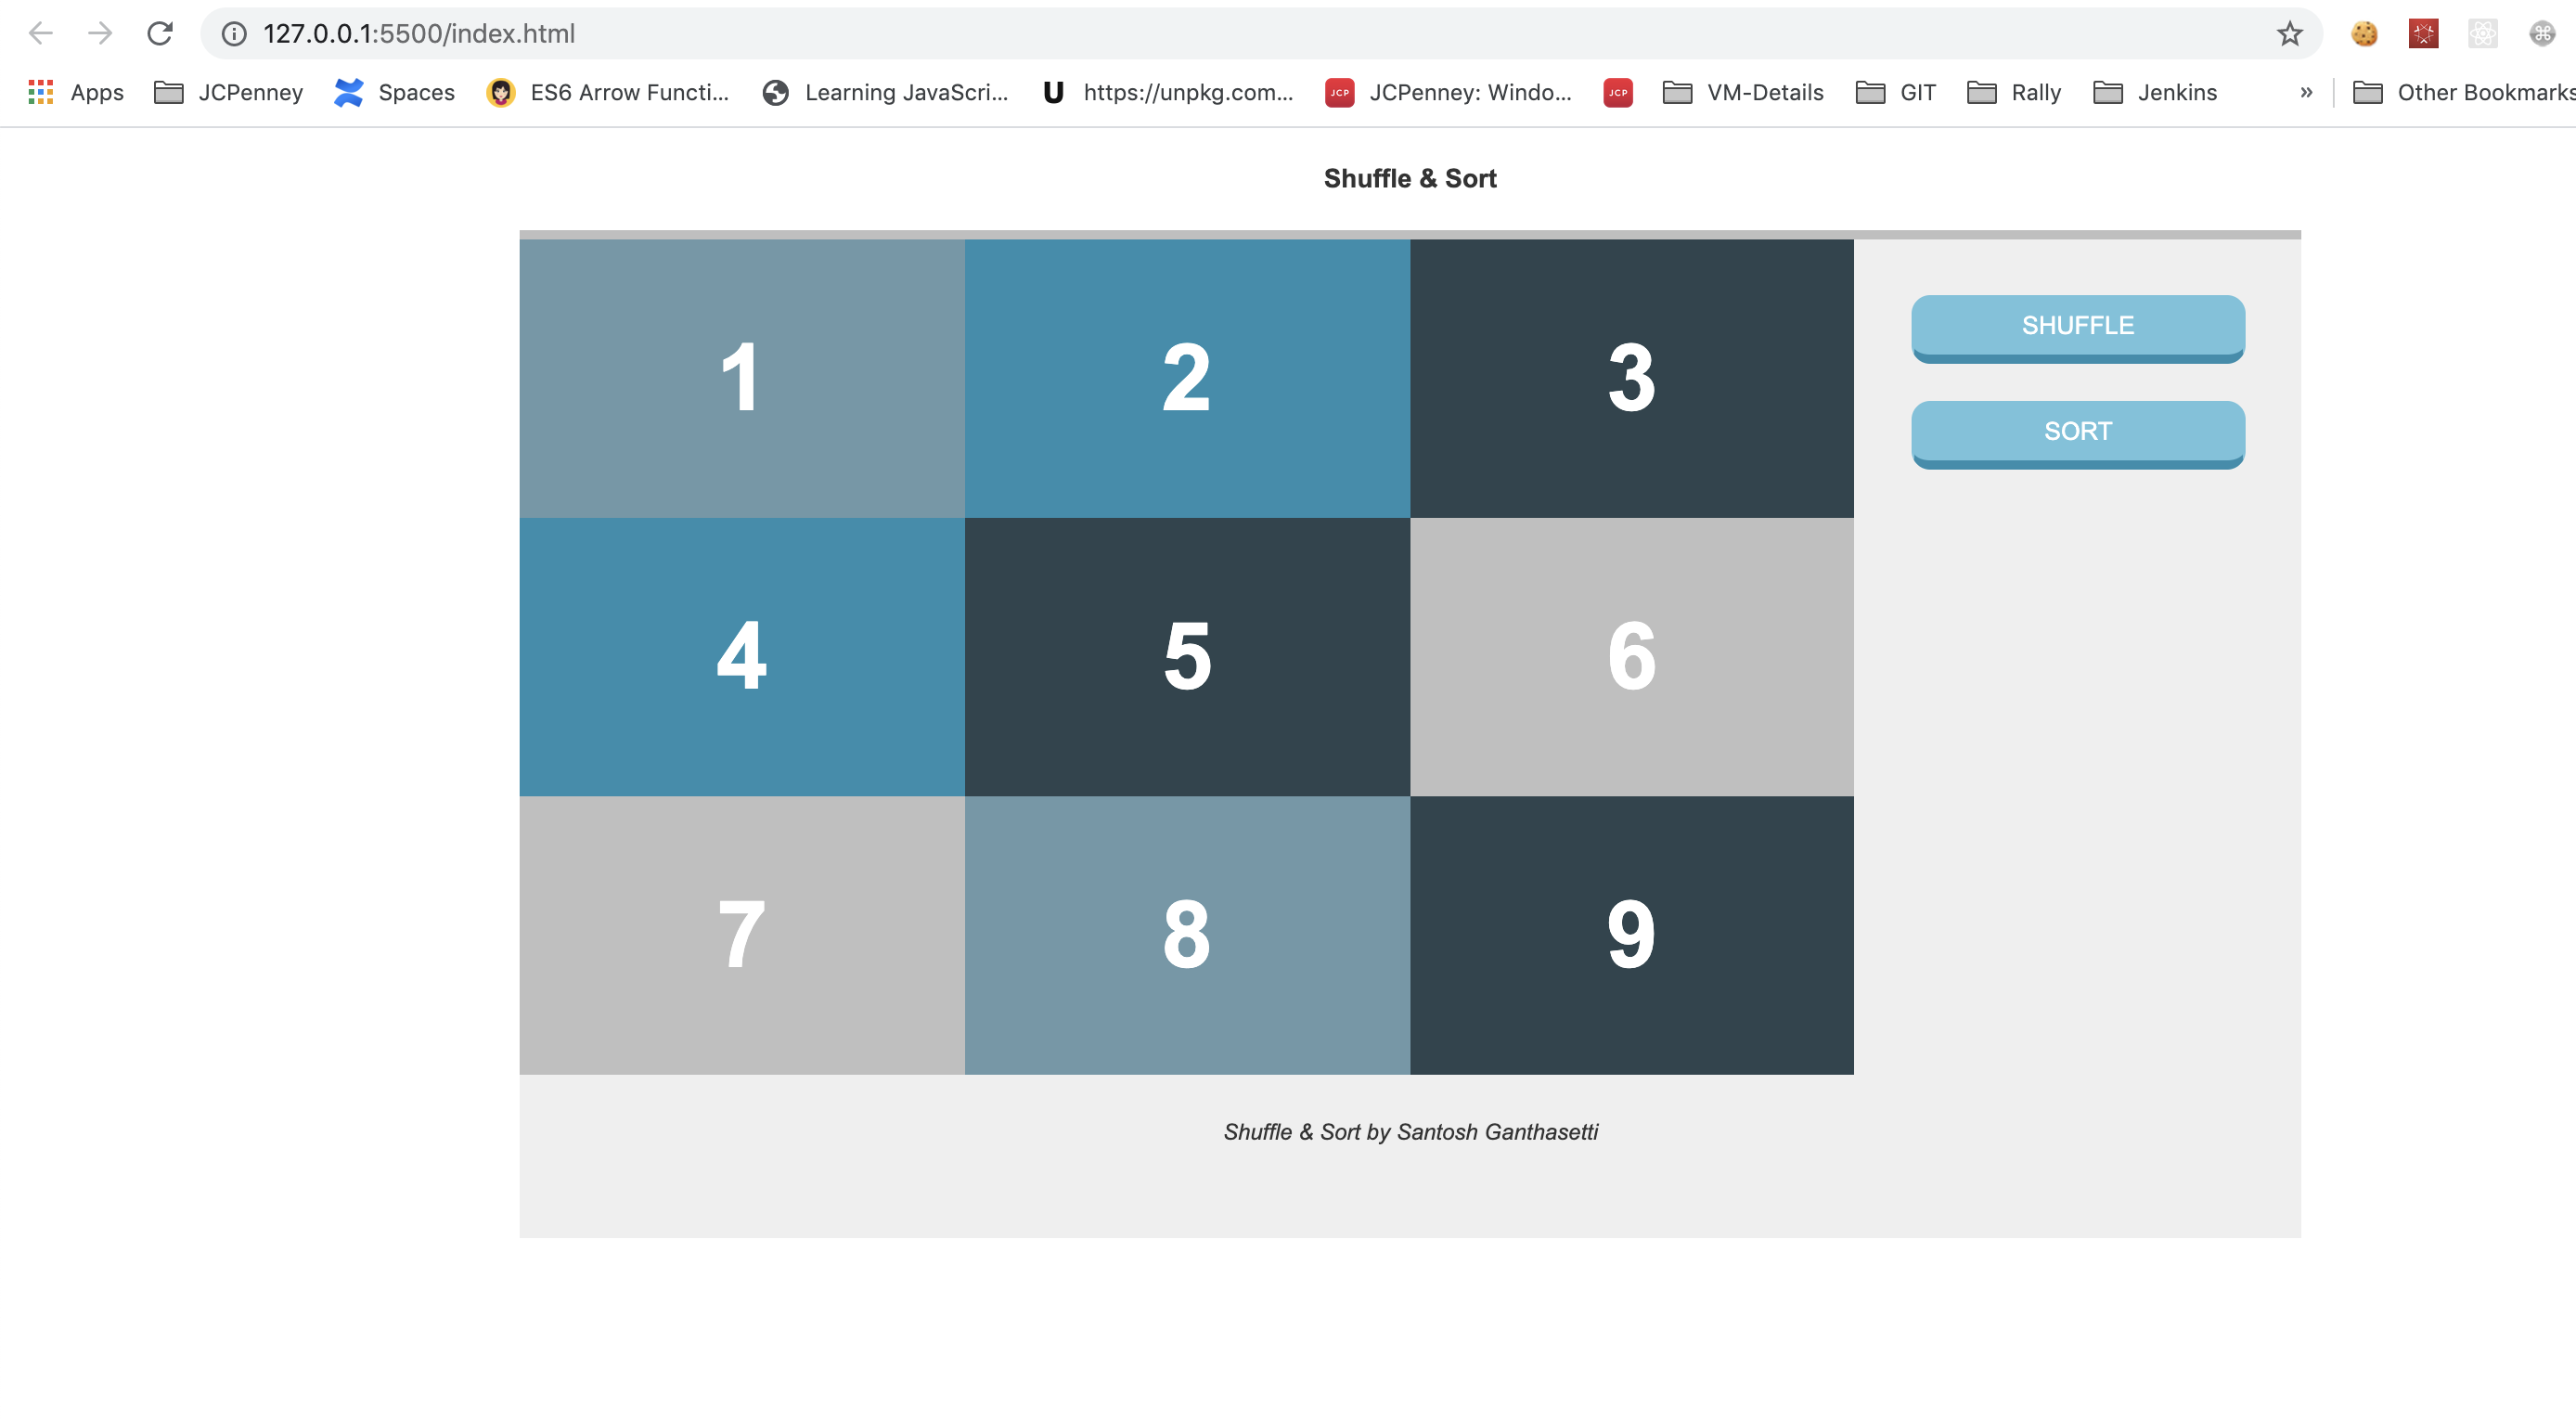 127.0.0.1:5500/index.html
Apps JCPenney Spaces ES6 Arrow Functi... Learning JavaScri... U https://unpkg.com... JCP JCPenney: Windo... JCP VM-Details GIT Rally Jenkins » Other Bookmarks
Shuffle & Sort
1 2 3
SHUFFLE
SORT
4 5 6
7 8 9
Shuffle & Sort by Santosh Ganthasetti